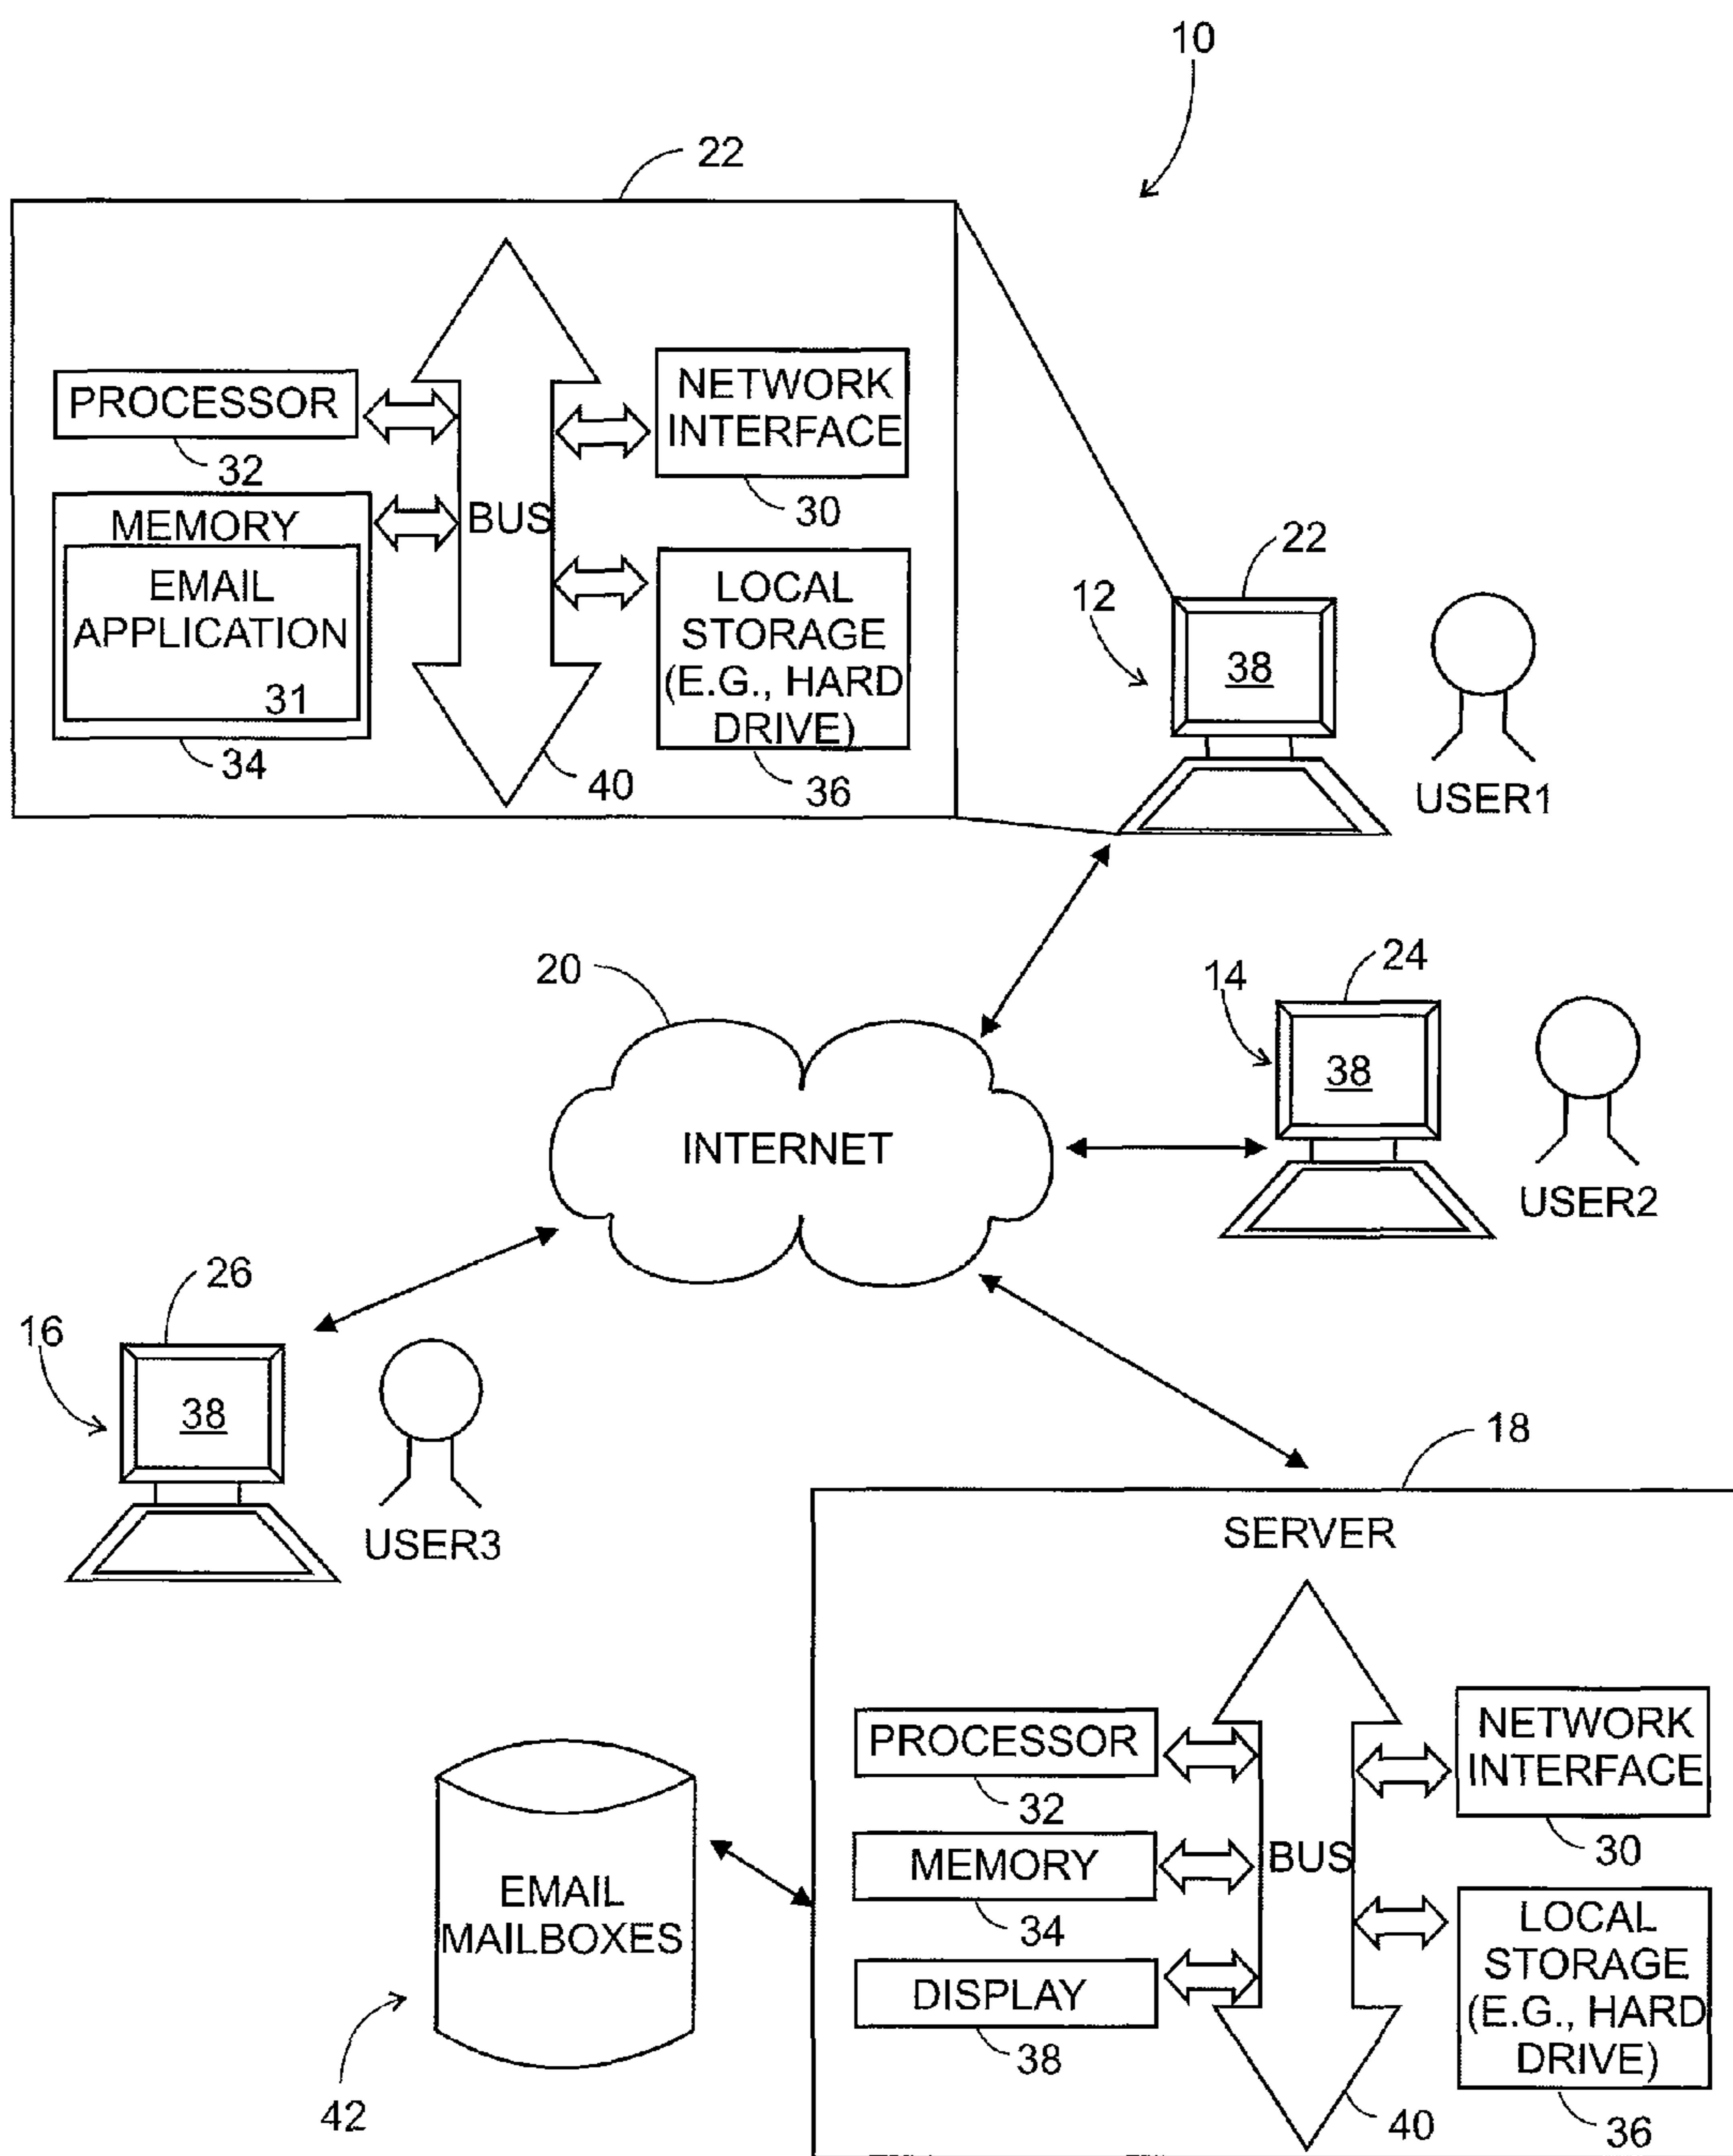 10
22
PROCESSOR
32
NETWORK
INTERFACE
30
MEMORY
EMAIL
APPLICATION
31
34
BUS
40
LOCAL
STORAGE
(E.G., HARD
DRIVE)
36
22
12
38
USER1
20
INTERNET
24
14
38
USER2
26
16
38
USER3
18
SERVER
PROCESSOR
32
NETWORK
INTERFACE
30
MEMORY
34
BUS
DISPLAY
38
LOCAL
STORAGE
(E.G., HARD
DRIVE)
36
40
EMAIL
MAILBOXES
42